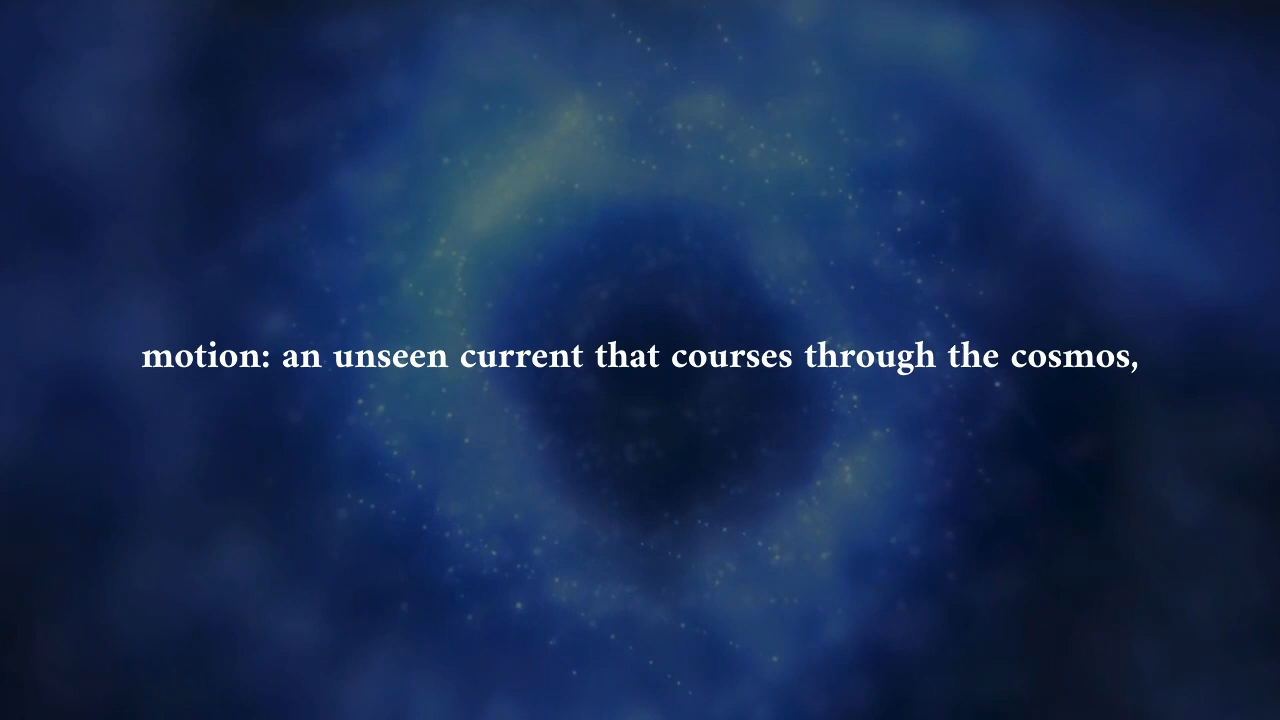 motion: an unseen current that courses through the cosmos,